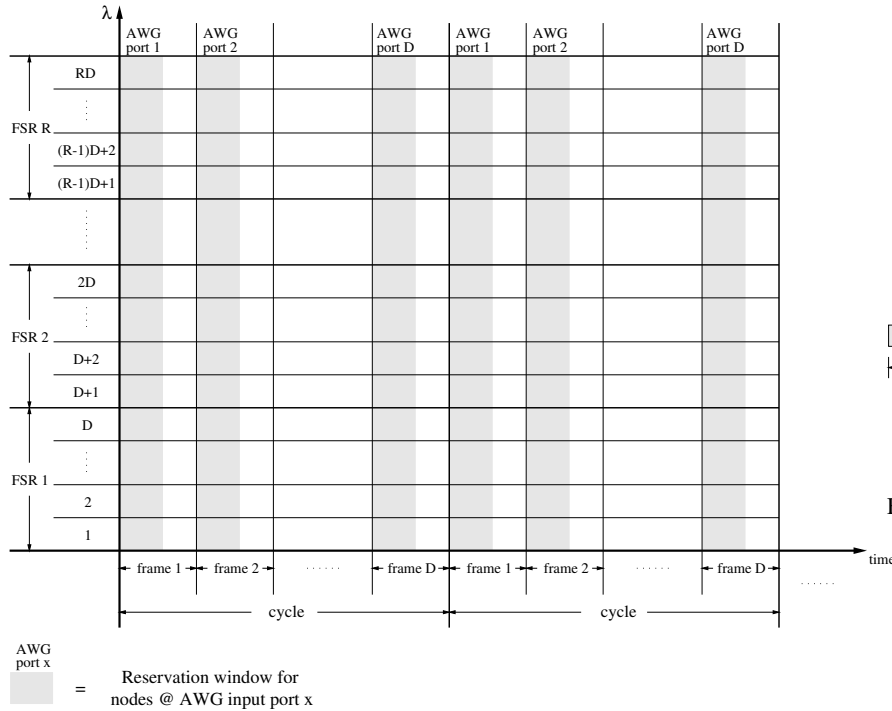 λ
AWG port 1
AWG port 2
AWG port D
AWG port 1
AWG port 2
AWG port D
RD
FSR R
(R-1)D+2
(R-1)D+1
2D
FSR 2
D+2
D+1
D
FSR 1
2
1
time
frame 1
frame 2
......
frame D
frame 1
frame 2
......
frame D
......
cycle
cycle
AWG
port x
= Reservation window for
nodes @ AWG input port x